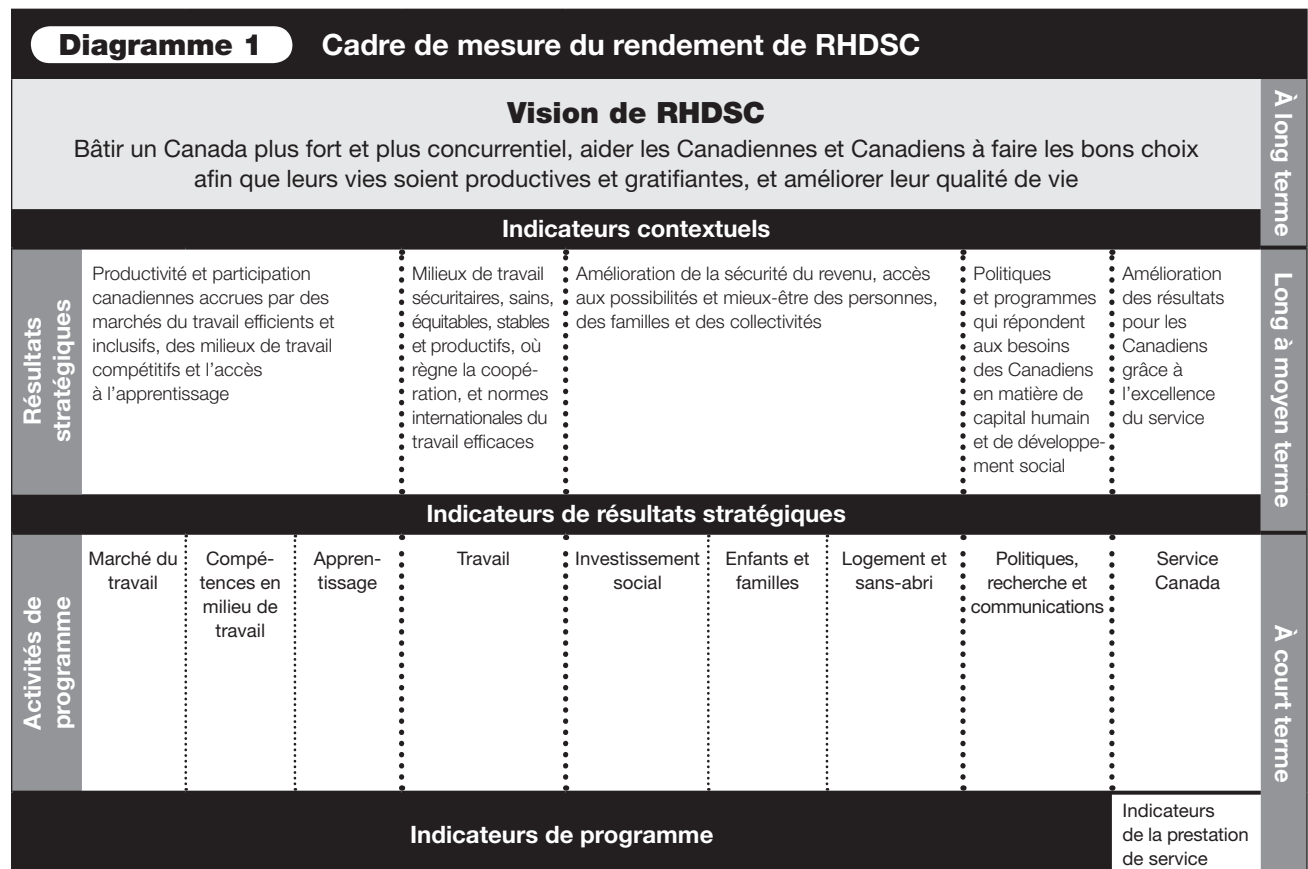 Diagramme 1 Cadre de mesure du rendement de RHDSC
Vision de RHDSC
Bâtir un Canada plus fort et plus concurrentiel, aider les Canadiennes et Canadiens à faire les bons choix
afin que leurs vies soient productives et gratifiantes, et améliorer leur qualité de vie
À long terme
Indicateurs contextuels
Résultats
stratégiques
Productivité et participation
canadiennes accrues par des
marchés du travail efficients et
inclusifs, des milieux de travail
compétitifs et l’accès
à l’apprentissage
Milieux de travail
sécuritaires, sains,
équitables, stables
et productifs, où
règne la coopé-
ration, et normes
internationales du
travail efficaces
Amélioration de la sécurité du revenu, accès
aux possibilités et mieux-être des personnes,
des familles et des collectivités
Politiques
et programmes
qui répondent
aux besoins
des Canadiens
en matière de
capital humain
et de développe-
ment social
Amélioration
des résultats
pour les
Canadiens
grâce à
l’excellence
du service
Long à moyen terme
Indicateurs de résultats stratégiques
Activités de
programme
Marché du
travail
Compé-
tences en
milieu de
travail
Appren-
tissage
Travail
Investissement
social
Enfants et
familles
Logement et
sans-abri
Politiques,
recherche et
communications
Service
Canada
À court terme
Indicateurs de programme
Indicateurs
de la prestation
de service